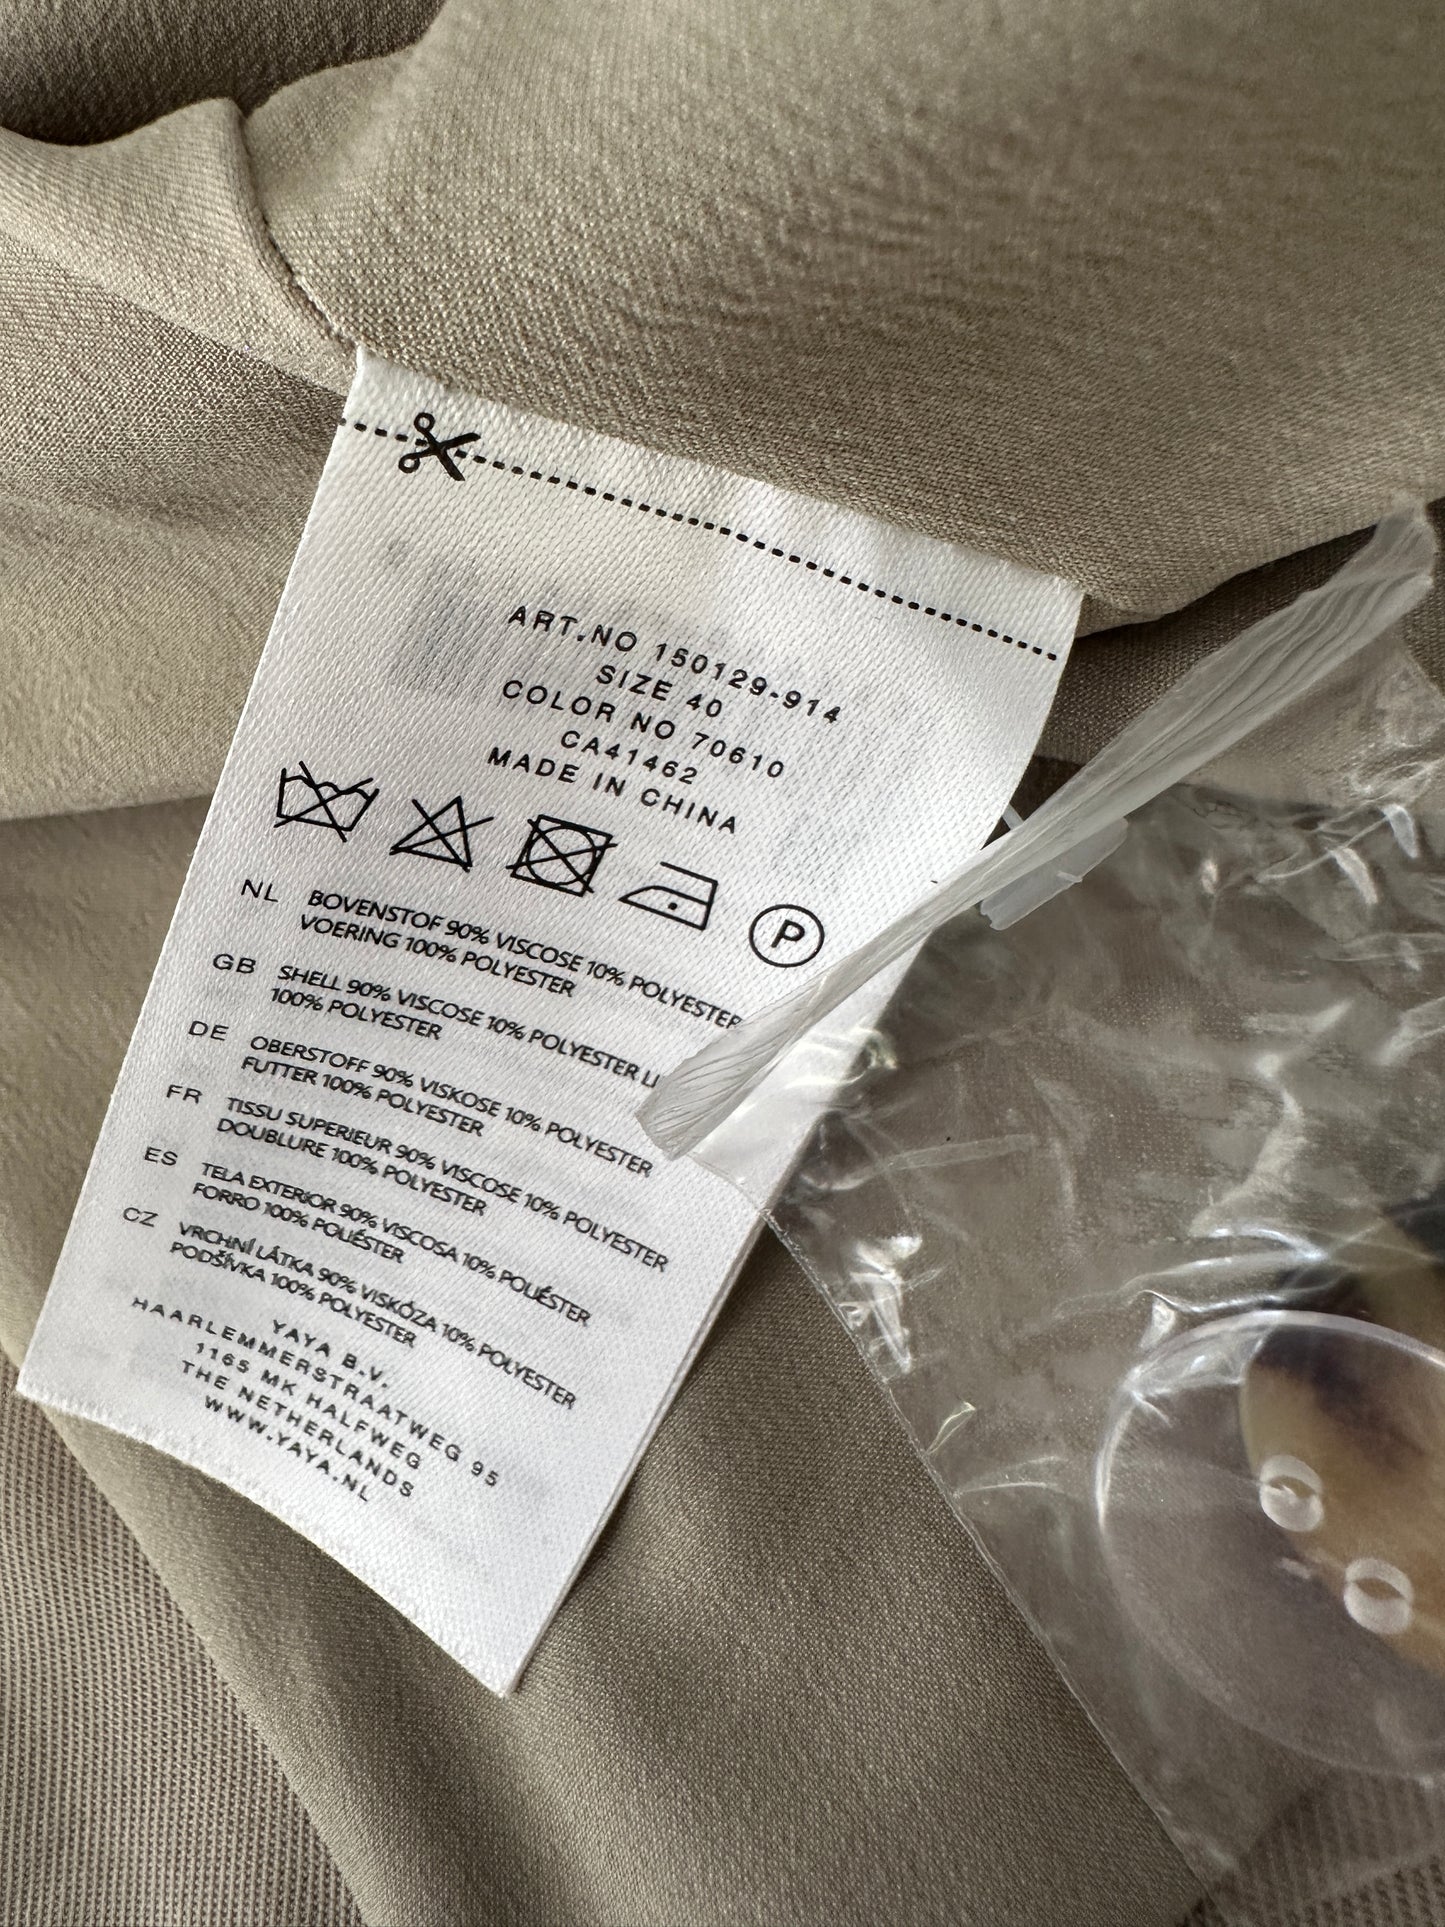 ART.NO 150129-914
SIZE 40
COLOR NO 70610
CA41462
MADE IN CHINA
P
NL BOVENSTOF 90% VISCOSE 10% POLYESTER
VOERING 100% POLYESTER
GB SHELL 90% VISCOSE 10% POLYESTER
100% POLYESTER
DE OBERSTOFF 90% VISKOSE 10% POLYESTER
FUTTER 100% POLYESTER
FR TISSU SUPERIEUR 90% VISCOSE 10% POLYESTER
DOUBLURE 100% POLYESTER
ES TELA EXTERIOR 90% VISCOSA 10% POLIÉSTER
FORRO 100% POLIÉSTER
CZ VRCHNÍ LÁTKA 90% VISKÓZA 10% POLYESTER
PODŠÍVKA 100% POLYESTER
YAYA B.V.
HAARLEMMERSTRAATWEG 95
1165 MK HALFWEG
THE NETHERLANDS
WWW.YAYA.NL